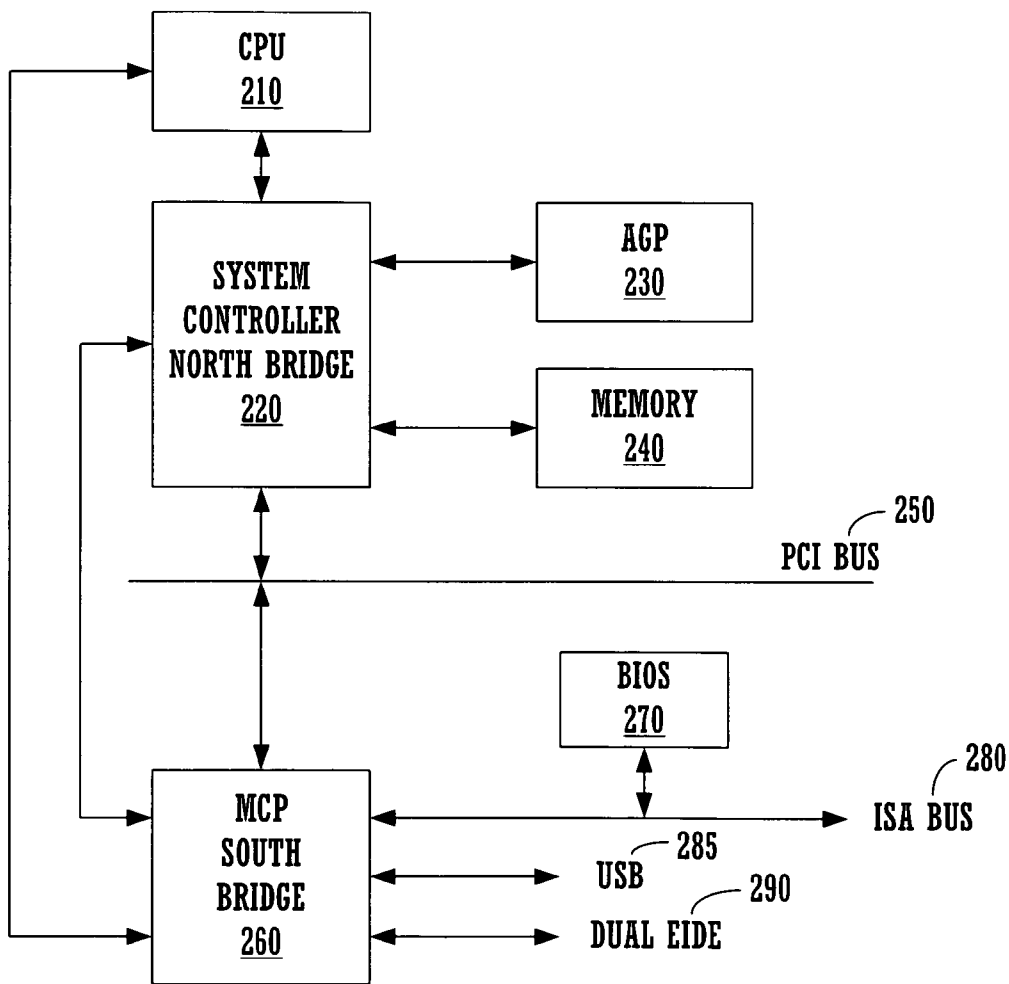 CPU
210
SYSTEM
CONTROLLER
NORTH BRIDGE
220
AGP
230
MEMORY
240
250
PCI BUS
BIOS
270
MCP
SOUTH
BRIDGE
260
280
ISA BUS
285
USB
290
DUAL EIDE